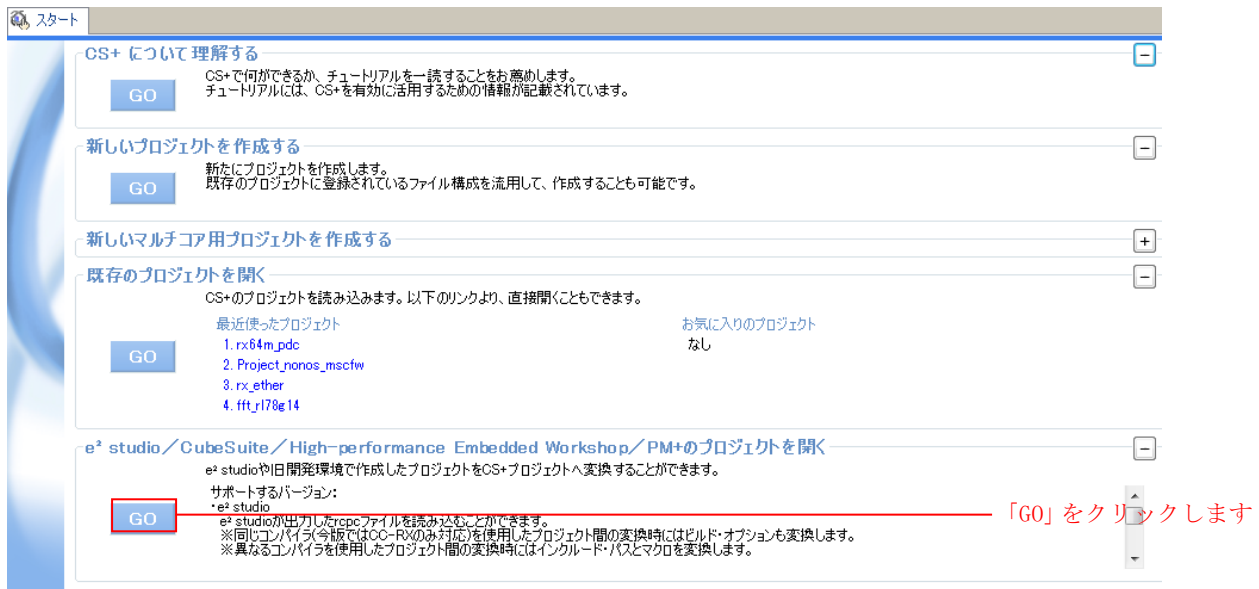 スタート
CS+ について理解する
GO
CS+で何ができるか、チュートリアルを一読することをお薦めします。
チュートリアルには、CS+を有効に活用するための情報が記載されています。
新しいプロジェクトを作成する
GO
新たにプロジェクトを作成します。
既存のプロジェクトに登録されているファイル構成を流用して、作成することも可能です。
新しいマルチコア用プロジェクトを作成する
既存のプロジェクトを開く
CS+のプロジェクトを読み込みます。以下のリンクより、直接開くこともできます。
GO
最近使ったプロジェクト
1. rx64m_pdc
2. Project_nonos_mscfw
3. rx_ether
4. fft_rl78g14
お気に入りのプロジェクト
なし
e² studio／CubeSuite／High-performance Embedded Workshop／PM+のプロジェクトを開く
e² studioや旧開発環境で作成したプロジェクトをCS+プロジェクトへ変換することができます。
GO
サポートするバージョン:
・e² studio
e² studioが出力したrcpcファイルを読み込むことができます。
※同じコンパイラ(今版ではCC-RXのみ対応)を使用したプロジェクト間の変換時にはビルド・オプションも変換します。
※異なるコンパイラを使用したプロジェクト間の変換時にはインクルード・パスとマクロを変換します。
「GO」をクリックします